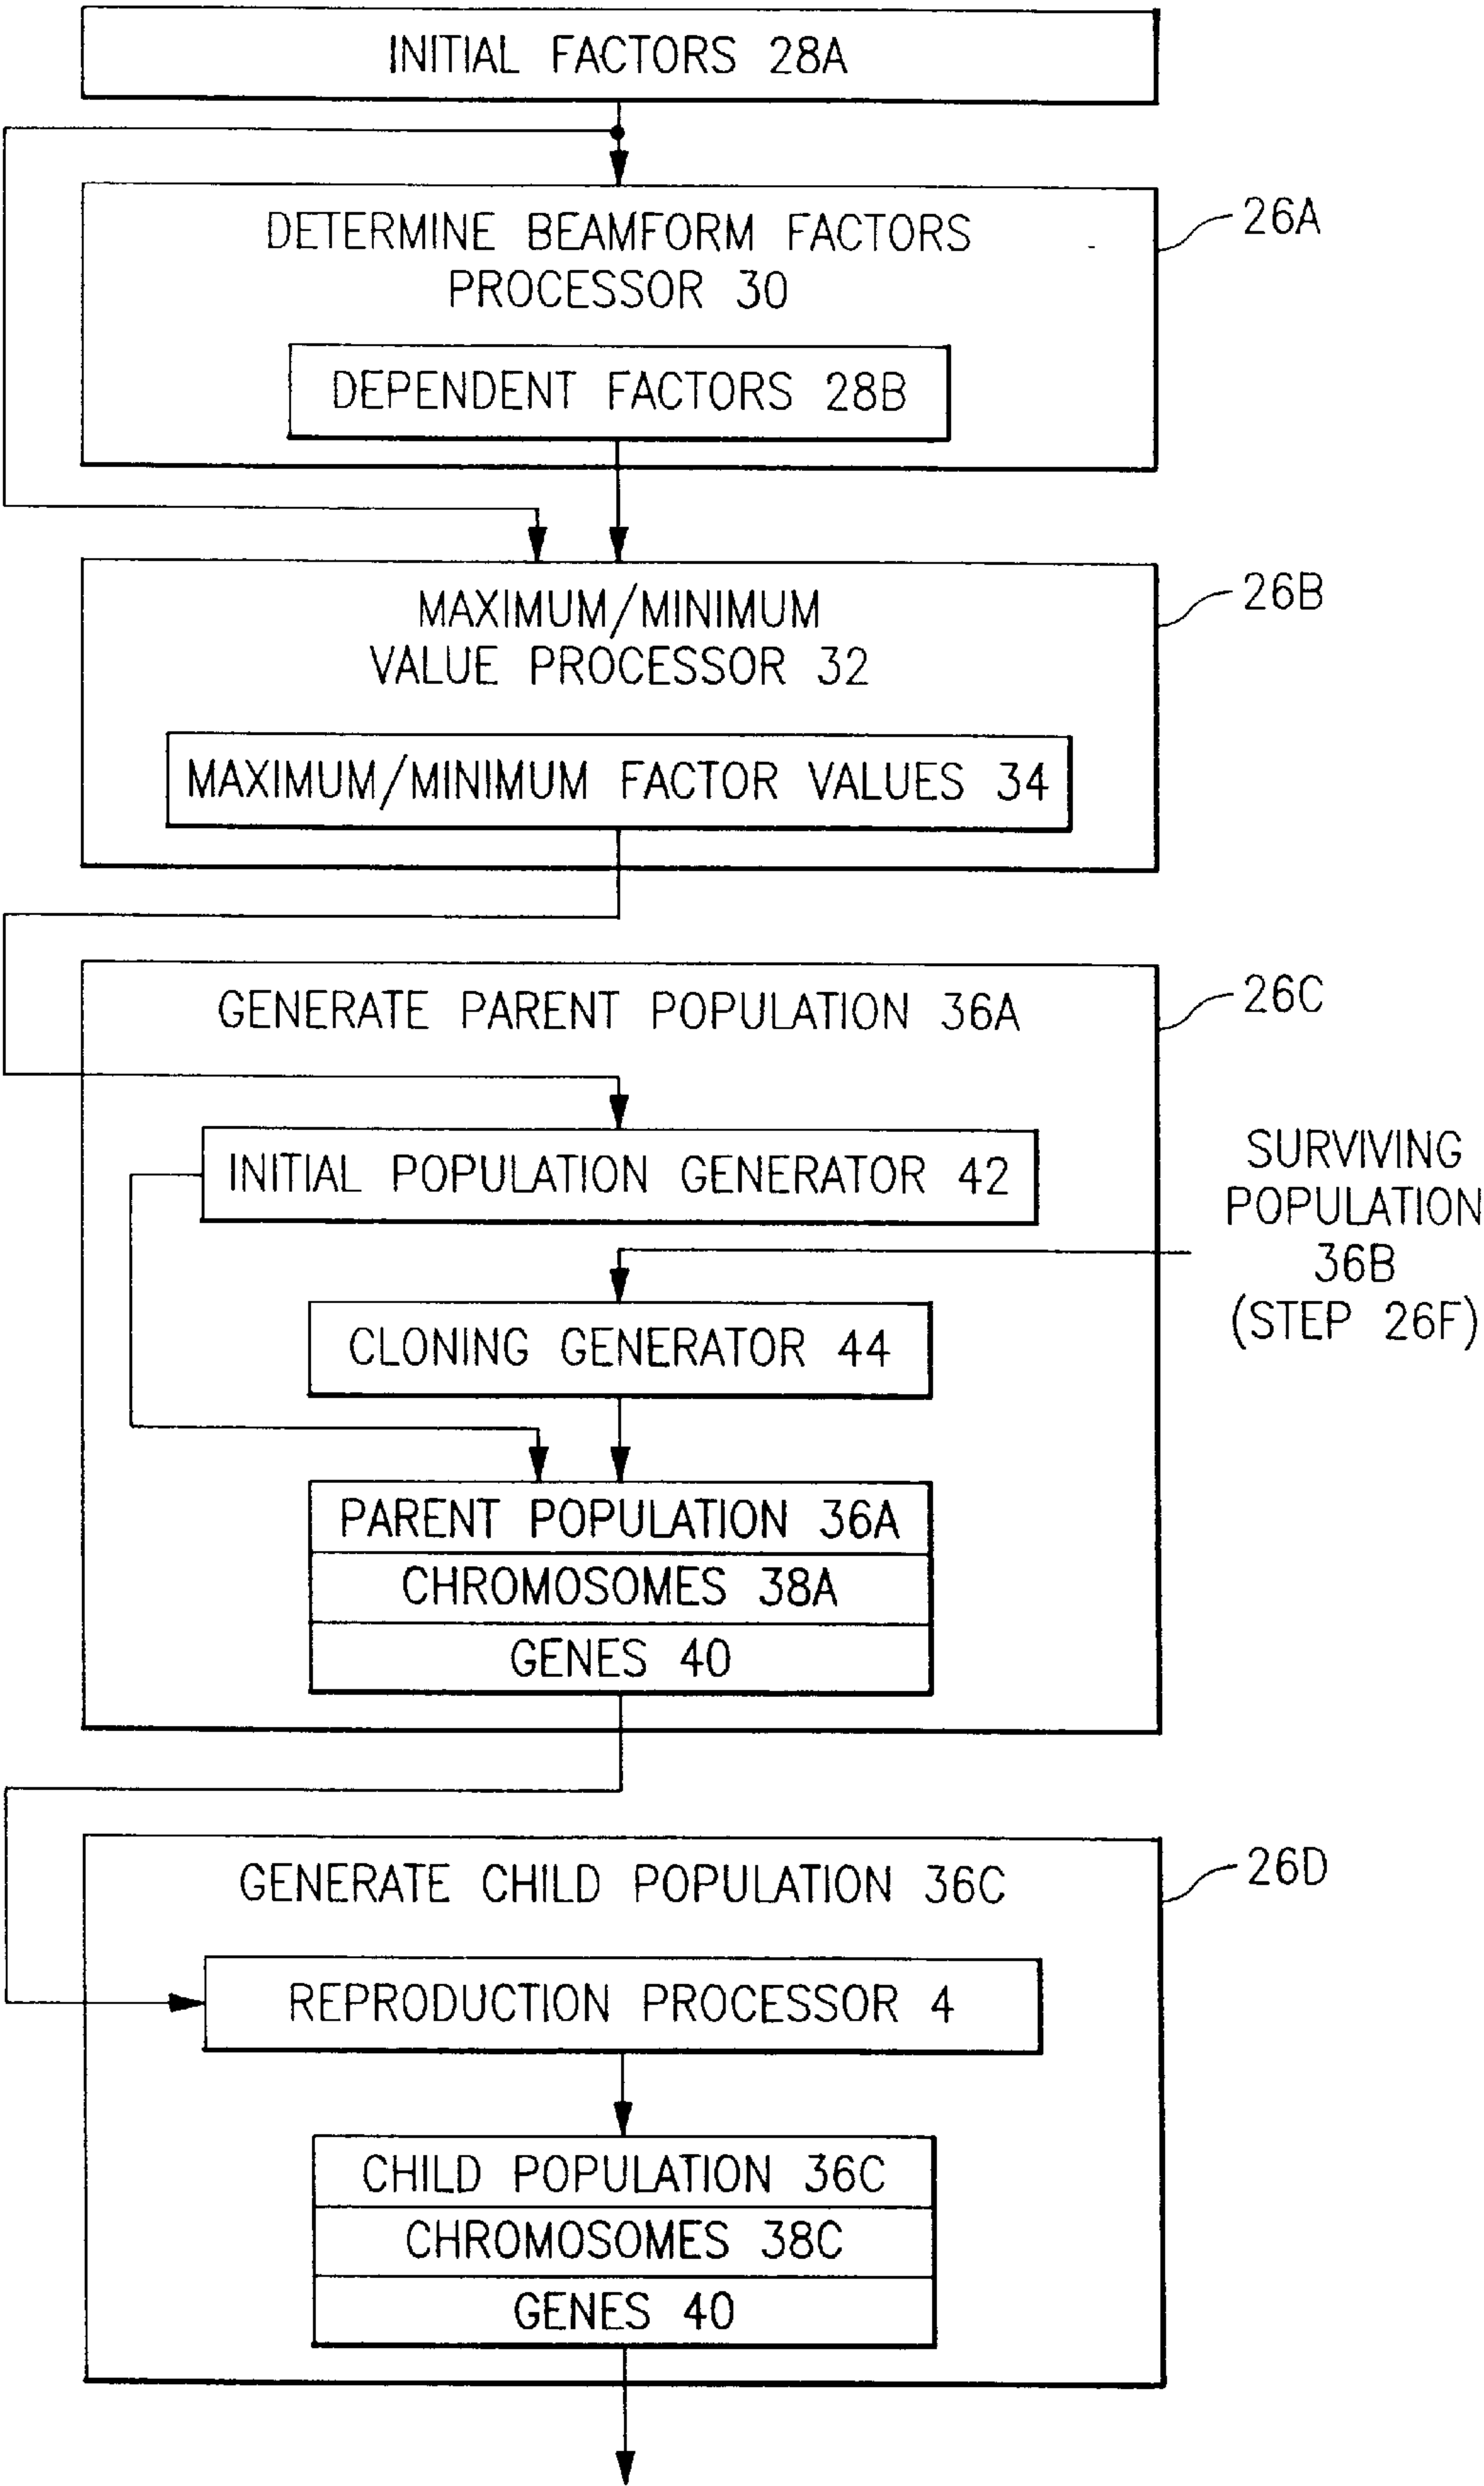 INITIAL FACTORS 28A
DETERMINE BEAMFORM FACTORS
PROCESSOR 30
26A
DEPENDENT FACTORS 28B
MAXIMUM/MINIMUM
VALUE PROCESSOR 32
26B
MAXIMUM/MINIMUM FACTOR VALUES 34
GENERATE PARENT POPULATION 36A
26C
INITIAL POPULATION GENERATOR 42
SURVIVING
POPULATION
36B
(STEP 26F)
CLONING GENERATOR 44
PARENT POPULATION 36A
CHROMOSOMES 38A
GENES 40
GENERATE CHILD POPULATION 36C
26D
REPRODUCTION PROCESSOR 4
CHILD POPULATION 36C
CHROMOSOMES 38C
GENES 40